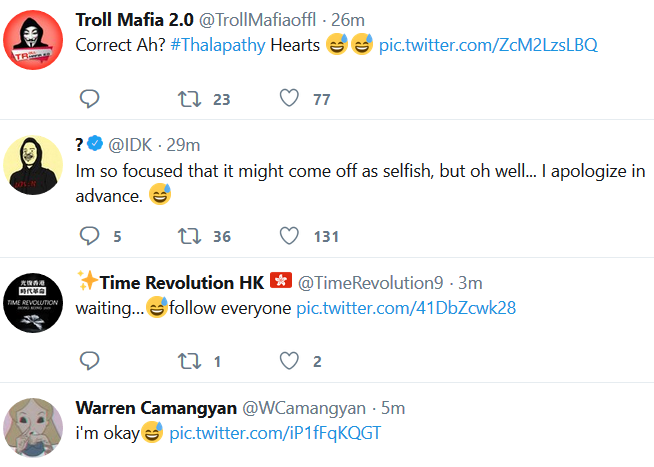 Troll Mafia 2.0 @TrollMafiaoffl · 26m
Correct Ah? #Thalapathy Hearts 😅😅 pic.twitter.com/ZcM2LzsLBQ
23 77
? @IDK · 29m
Im so focused that it might come off as selfish, but oh well... I apologize in
advance. 😅
5 36 131
✨Time Revolution HK 🇭🇰 @TimeRevolution9 · 3m
光復香港
時代革命
TIME REVOLUTION
waiting...😅follow everyone pic.twitter.com/41DbZcwk28
1 2
Warren Camangyan @WCamangyan · 5m
i'm okay😅 pic.twitter.com/iP1fFqKQGT